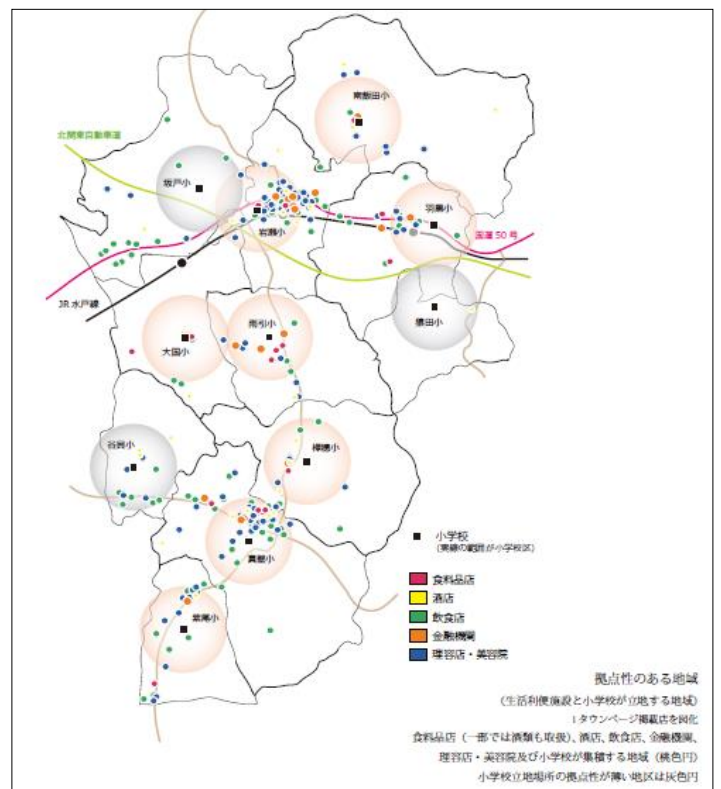 南飯田小
北関東自動車道
坂戸小
岩瀬小
羽黒小
国道50号
JR水戸線
猿田小
雨引小
大国小
谷貝小
樺穂小
真壁小
紫尾小
小学校
(実線の範囲が小学校区)
食料品店
酒店
飲食店
金融機関
理容店・美容院
拠点性のある地域
(生活利便施設と小学校が立地する地域)
iタウンページ掲載店を図化
食料品店（一部では酒類も取扱）、酒店、飲食店、金融機関、
理容店・美容院及び小学校が集積する地域（桃色円）
小学校立地場所の拠点性が薄い地区は灰色円